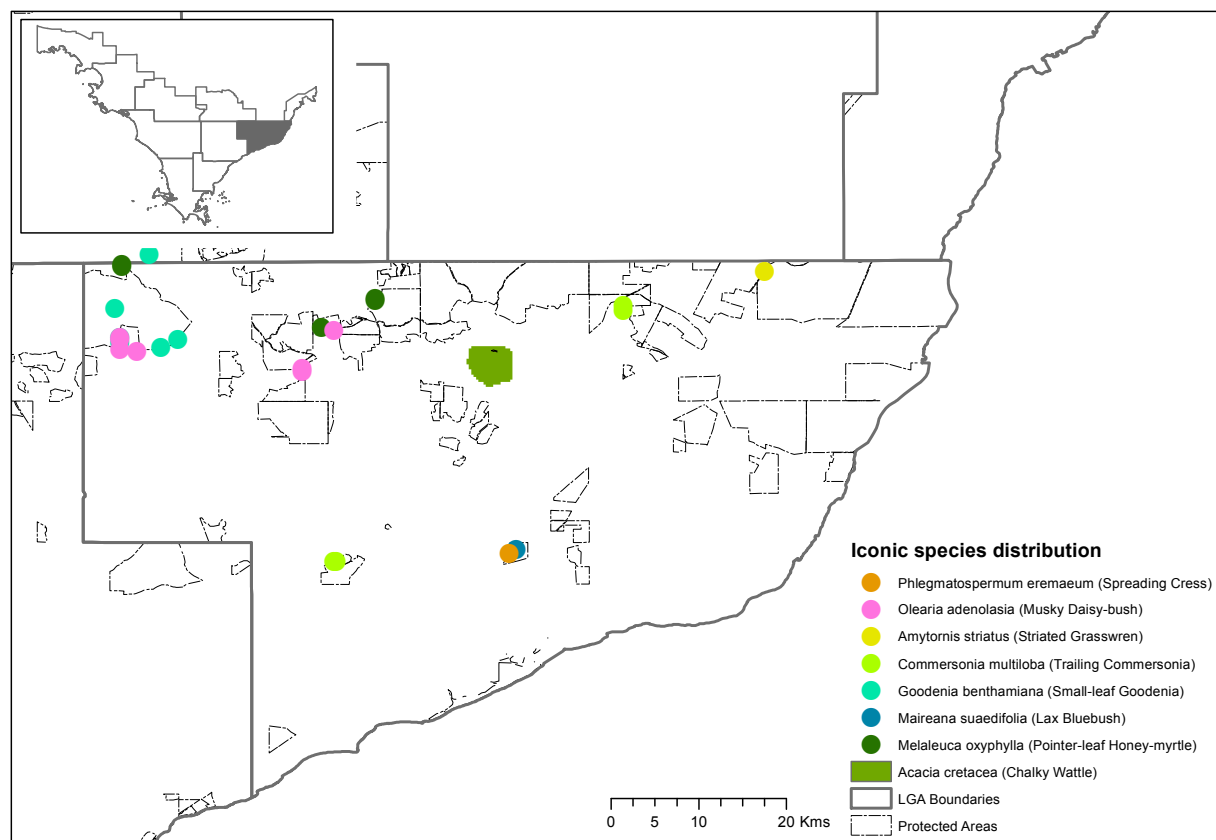 Iconic species distribution
Phlegmatospermum eremaeum (Spreading Cress)
Olearia adenolasia (Musky Daisy-bush)
Amytornis striatus (Striated Grasswren)
Commersonia multiloba (Trailing Commersonia)
Goodenia benthamiana (Small-leaf Goodenia)
Maireana suaedifolia (Lax Bluebush)
Melaleuca oxyphylla (Pointer-leaf Honey-myrtle)
Acacia cretacea (Chalky Wattle)
LGA Boundaries
Protected Areas
0 5 10 20 Kms